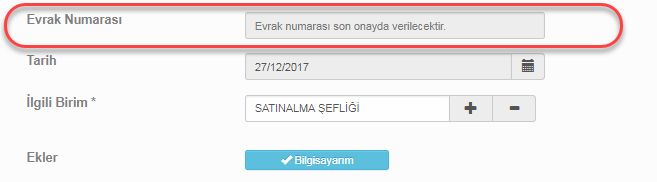 Evrak Numarası Evrak numarası son onayda verilecektir.
Tarih 27/12/2017
İlgili Birim * SATINALMA ŞEFLİĞİ
Ekler Bilgisayarım